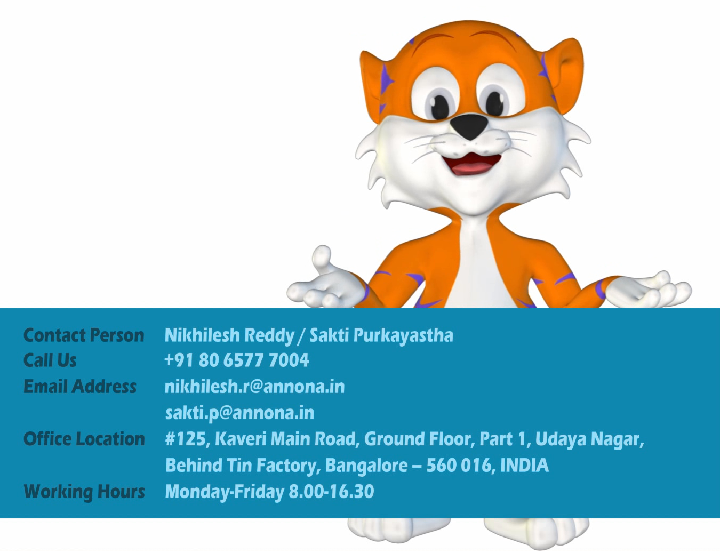 Contact Person Nikhilesh Reddy / Sakti Purkayastha
Call Us +91 80 6577 7004
Email Address nikhilesh.r@annona.in
sakti.p@annona.in
Office Location #125, Kaveri Main Road, Ground Floor, Part 1, Udaya Nagar,
Behind Tin Factory, Bangalore – 560 016, INDIA
Working Hours Monday-Friday 8.00-16.30